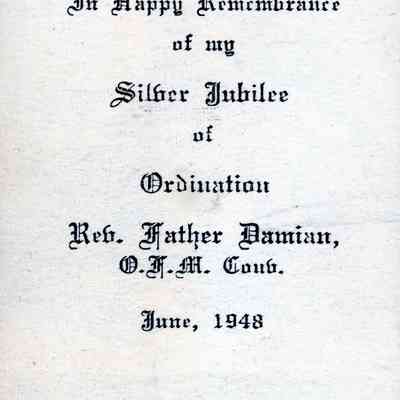 In Happy Remembrance
of my
Silver Jubilee
of
Ordination
Rev. Father Damian,
O.F.M. Conv.
June, 1948